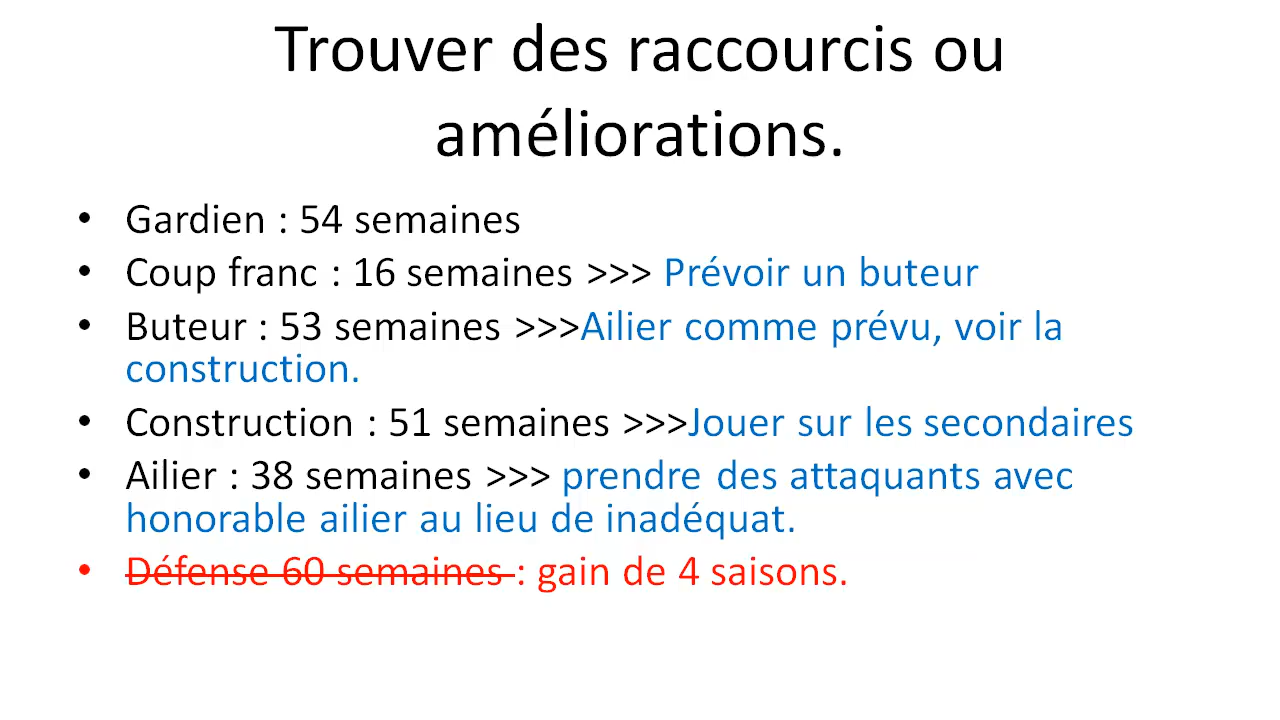 Trouver des raccourcis ou
améliorations.
• Gardien : 54 semaines
• Coup franc : 16 semaines >>> Prévoir un buteur
• Buteur : 53 semaines >>>Ailier comme prévu, voir la
construction.
• Construction : 51 semaines >>>Jouer sur les secondaires
• Ailier : 38 semaines >>> prendre des attaquants avec
honorable ailier au lieu de inadéquat.
• Défense 60 semaines : gain de 4 saisons.